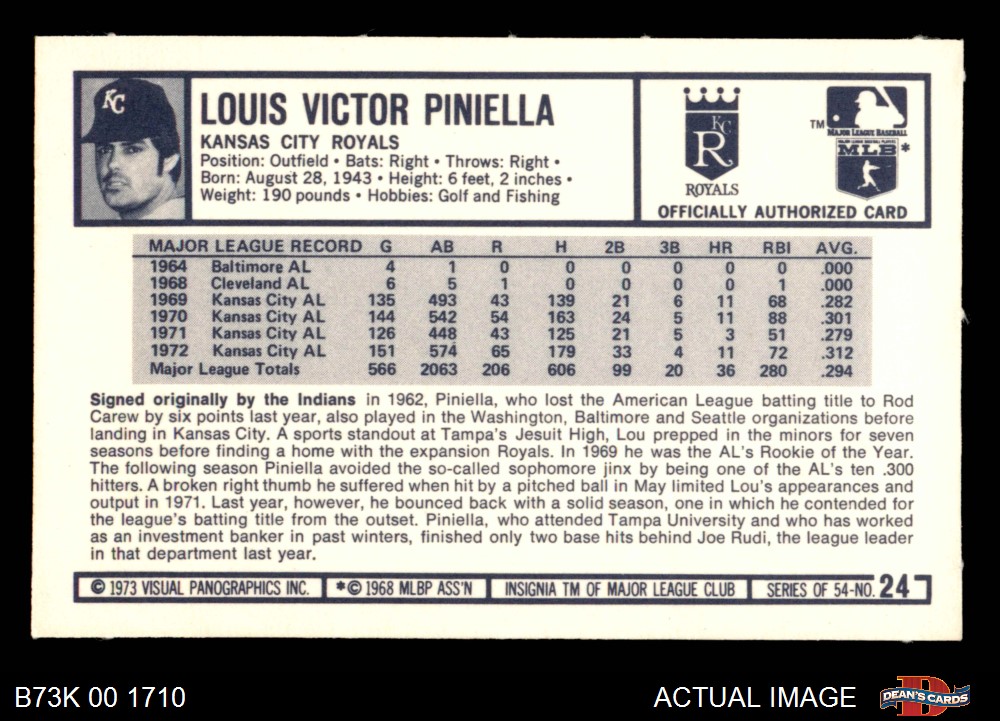 KC
LOUIS VICTOR PINIELLA
KANSAS CITY ROYALS
Position: Outfield • Bats: Right • Throws: Right •
Born: August 28, 1943 • Height: 6 feet, 2 inches •
Weight: 190 pounds • Hobbies: Golf and Fishing
KC
R
ROYALS
TM
MAJOR LEAGUE BASEBALL
MAJOR LEAGUE BASEBALL PLAYERS
MLB *
OFFICIALLY AUTHORIZED CARD
MAJOR LEAGUE RECORD G AB R H 2B 3B HR RBI AVG.
1964 Baltimore AL 4 1 0 0 0 0 0 0 .000
1968 Cleveland AL 6 5 1 0 0 0 0 1 .000
1969 Kansas City AL 135 493 43 139 21 6 11 68 .282
1970 Kansas City AL 144 542 54 163 24 5 11 88 .301
1971 Kansas City AL 126 448 43 125 21 5 3 51 .279
1972 Kansas City AL 151 574 65 179 33 4 11 72 .312
Major League Totals 566 2063 206 606 99 20 36 280 .294
Signed originally by the Indians in 1962, Piniella, who lost the American League batting title to Rod
Carew by six points last year, also played in the Washington, Baltimore and Seattle organizations before
landing in Kansas City. A sports standout at Tampa's Jesuit High, Lou prepped in the minors for seven
seasons before finding a home with the expansion Royals. In 1969 he was the AL's Rookie of the Year.
The following season Piniella avoided the so-called sophomore jinx by being one of the AL's ten .300
hitters. A broken right thumb he suffered when hit by a pitched ball in May limited Lou's appearances and
output in 1971. Last year, however, he bounced back with a solid season, one in which he contended for
the league's batting title from the outset. Piniella, who attended Tampa University and who has worked
as an investment banker in past winters, finished only two base hits behind Joe Rudi, the league leader
in that department last year.
© 1973 VISUAL PANOGRAPHICS INC. *© 1968 MLBP ASS'N INSIGNIA TM OF MAJOR LEAGUE CLUB SERIES OF 54-NO. 24
B73K 00 1710
ACTUAL IMAGE
D
DEAN'S CARDS